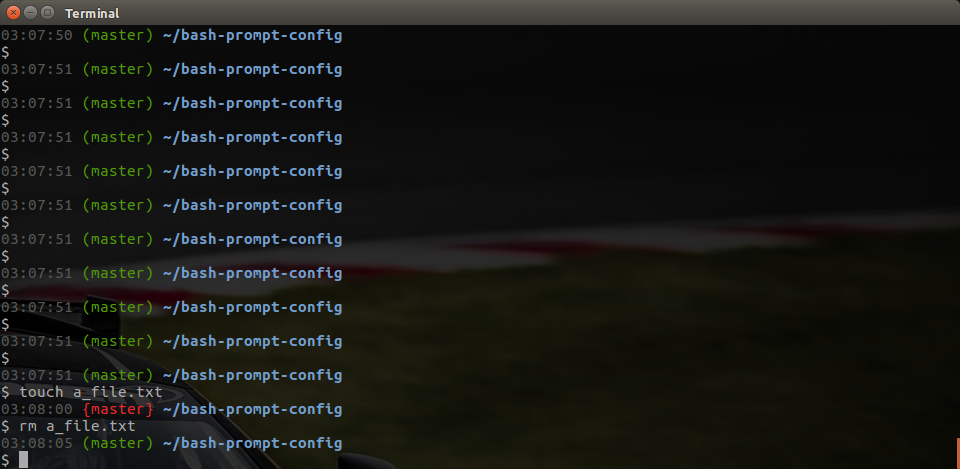 Terminal
03:07:50 (master) ~/bash-prompt-config
$
03:07:51 (master) ~/bash-prompt-config
$
03:07:51 (master) ~/bash-prompt-config
$
03:07:51 (master) ~/bash-prompt-config
$
03:07:51 (master) ~/bash-prompt-config
$
03:07:51 (master) ~/bash-prompt-config
$
03:07:51 (master) ~/bash-prompt-config
$
03:07:51 (master) ~/bash-prompt-config
$
03:07:51 (master) ~/bash-prompt-config
$
03:07:51 (master) ~/bash-prompt-config
$
03:07:51 (master) ~/bash-prompt-config
$ touch a_file.txt
03:08:00 {master} ~/bash-prompt-config
$ rm a_file.txt
03:08:05 (master) ~/bash-prompt-config
$